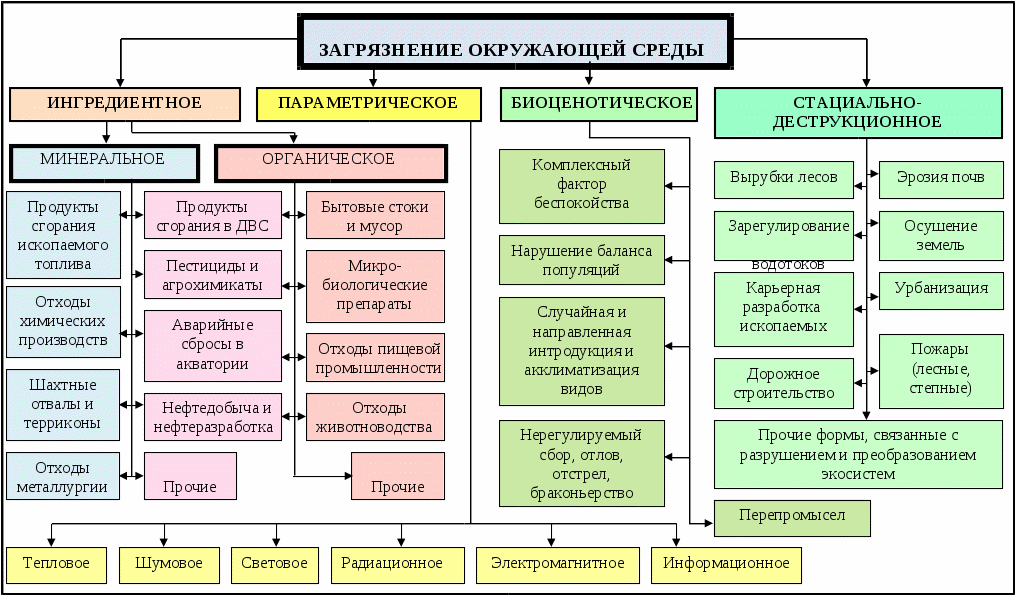 ЗАГРЯЗНЕНИЕ ОКРУЖАЮЩЕЙ СРЕДЫ
ИНГРЕДИЕНТНОЕ
ПАРАМЕТРИЧЕСКОЕ
БИОЦЕНОТИЧЕСКОЕ
СТАЦИАЛЬНО-
ДЕСТРУКЦИОННОЕ
МИНЕРАЛЬНОЕ
ОРГАНИЧЕСКОЕ
Продукты
сгорания
ископаемого
топлива
Отходы
химических
производств
Шахтные
отвалы и
терриконы
Отходы
металлургии
Продукты
сгорания в ДВС
Пестициды и
агрохимикаты
Аварийные
сбросы в
акватории
Нефтедобыча и
нефтеразработка
Прочие
Бытовые стоки
и мусор
Микро-
биологические
препараты
Отходы пищевой
промышленности
Отходы
животноводства
Прочие
Комплексный
фактор
беспокойства
Нарушение баланса
популяций
Случайная и
направленная
интродукция и
акклиматизация
видов
Нерегулируемый
сбор, отлов,
отстрел,
браконьерство
Вырубки лесов
Зарегулирование
водотоков
Карьерная
разработка
ископаемых
Дорожное
строительство
Эрозия почв
Осушение
земель
Урбанизация
Пожары
(лесные,
степные)
Прочие формы, связанные с
разрушением и преобразованием
экосистем
Перепромысел
Тепловое
Шумовое
Световое
Радиационное
Электромагнитное
Информационное